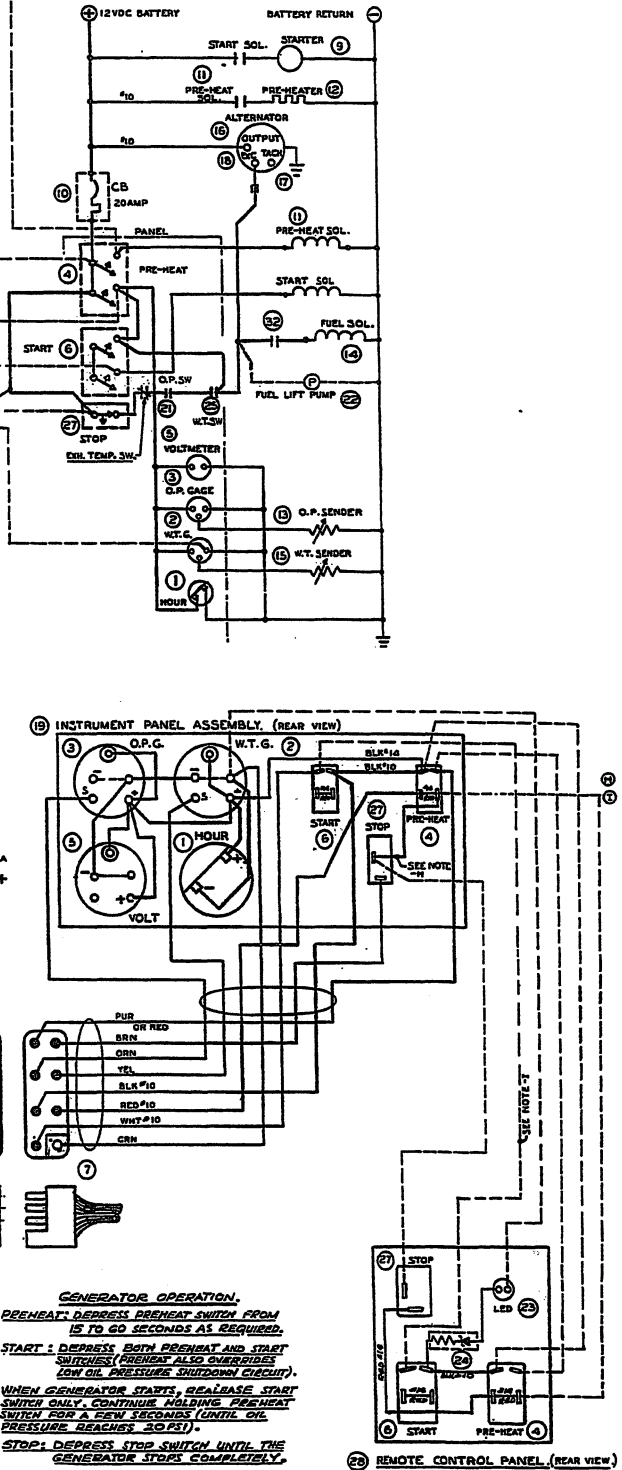 12VDC BATTERY
BATTERY RETURN
START SOL.
STARTER
9
11
PRE-HEAT SOL.
PRE-HEATER
12
#10
16
ALTERNATOR
OUTPUT
#10
18
EXC
TACH
17
10
CB
20 AMP
PANEL
11
PRE-HEAT SOL.
4
PRE-HEAT
START SOL
32
FUEL SOL.
14
START
6
O.P. SW
P
21
25
FUEL LIFT PUMP
22
W.T.SW
27
STOP
EXH. TEMP. SW.
5
VOLTMETER
3
O.P. GAGE
2
13
O.P. SENDER
W.T.G.
15
W.T. SENDER
1
HOUR
19
INSTRUMENT PANEL ASSEMBLY. (REAR VIEW)
3
O.P.G.
W.T.G.
2
BLK#14
BLK#10
S
S
27
STOP
START
6
PRE-HEAT
4
H
I
5
1
HOUR
SEE NOTE
-H
VOLT
PUR
OR RED
BRN
ORN
YEL
BLK #10
RED #10
WHT #10
GRN
7
SEE NOTE -I
27
STOP
LED
23
24
RED #10
BLK #10
6
START
PRE-HEAT
4
28
REMOTE CONTROL PANEL. (REAR VIEW.)
GENERATOR OPERATION.
PREHEAT: DEPRESS PREHEAT SWITCH FROM
15 TO 60 SECONDS AS REQUIRED.
START: DEPRESS BOTH PREHEAT AND START
SWITCHES (PREHEAT ALSO OVERRIDES
LOW OIL PRESSURE SHUTDOWN CIRCUIT).
WHEN GENERATOR STARTS, REALEASE START
SWITCH ONLY. CONTINUE HOLDING PREHEAT
SWITCH FOR A FEW SECONDS (UNTIL OIL
PRESSURE REACHES 20 PSI).
STOP: DEPRESS STOP SWITCH UNTIL THE
GENERATOR STOPS COMPLETELY.